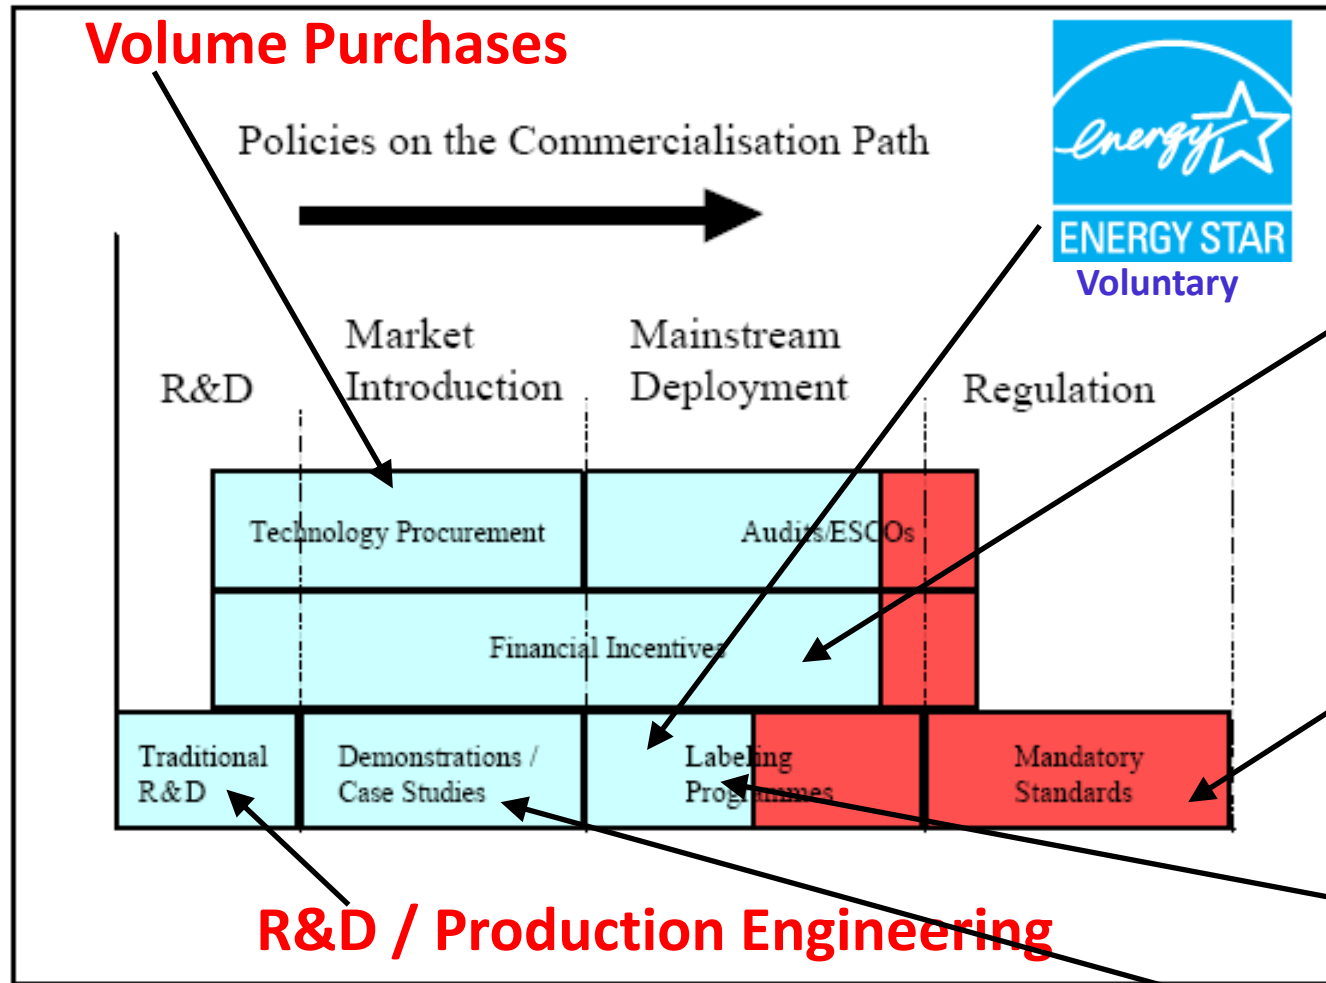 Volume Purchases
Policies on the Commercialisation Path
energy
ENERGY STAR
Voluntary
R&D
Market
Introduction
Mainstream
Deployment
Regulation
Technology Procurement
Audits/ESCOs
Financial Incentives
Traditional
R&D
Demonstrations /
Case Studies
Labeling
Programmes
Mandatory
Standards
R&D / Production Engineering